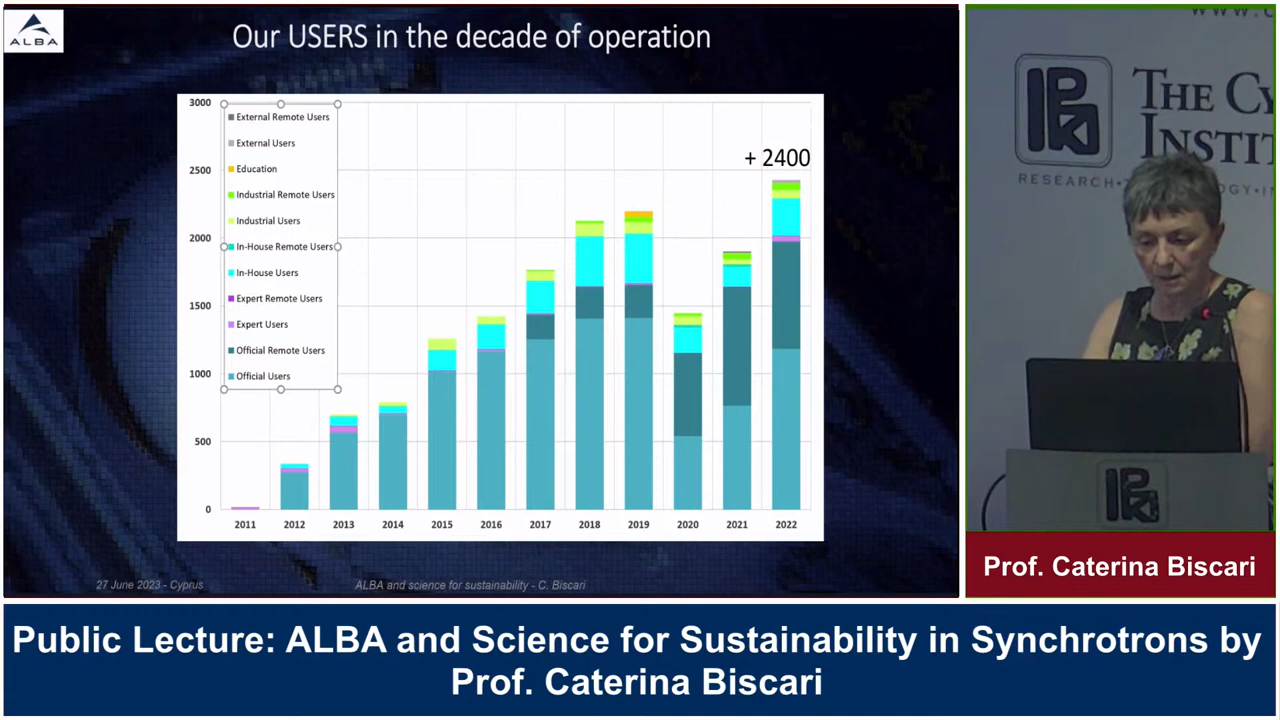 ALBA
Our USERS in the decade of operation
3000
2500
2000
1500
1000
500
0
External Remote Users
External Users
Education
Industrial Remote Users
Industrial Users
In-House Remote Users
In-House Users
Expert Remote Users
Expert Users
Official Remote Users
Official Users
+ 2400
2011 2012 2013 2014 2015 2016 2017 2018 2019 2020 2021 2022
27 June 2023 - Cyprus
ALBA and science for sustainability - C. Biscari
www.c
THE CY
INSTIT
RESEARCH
Prof. Caterina Biscari
Public Lecture: ALBA and Science for Sustainability in Synchrotrons by
Prof. Caterina Biscari